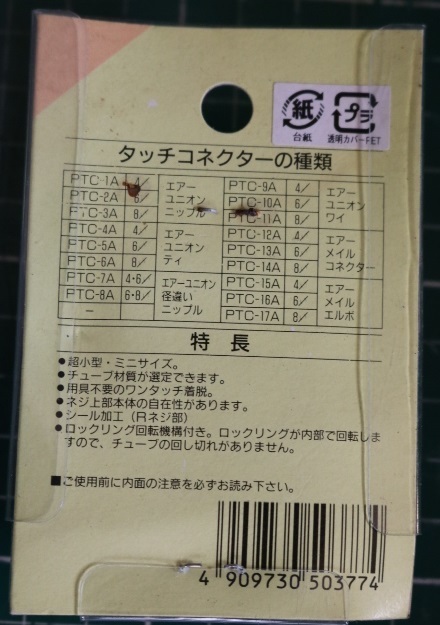 紙
プラ
台紙
透明カバーPET
タッチコネクターの種類
PTC-1A 4/ エアー ユニオン ニップル
PTC-2A 6/
PTC-3A 8/
PTC-4A 4/ エアー ユニオン ティ
PTC-5A 6/
PTC-6A 8/
PTC-7A 4・6/ エアーユニオン 径違い ニップル
PTC-8A 6・8/
—
PTC-9A 4/ エアー ユニオン ワイ
PTC-10A 6/
PTC-11A 8/
PTC-12A 4/ エアー メイル コネクター
PTC-13A 6/
PTC-14A 8/
PTC-15A 4/ エアー メイル エルボ
PTC-16A 6/
PTC-17A 8/
特長
●超小型・ミニサイズ。
●チューブ材質が選定できます。
●用具不要のワンタッチ着脱。
●ネジ上部本体の自在性があります。
●シール加工（Rネジ部）
●ロックリング回転機構付き。ロックリングが内部で回転しま
すので、チューブの回し切れがありません。
■ご使用前に内面の注意を必ずお読み下さい。
4 909730 503774